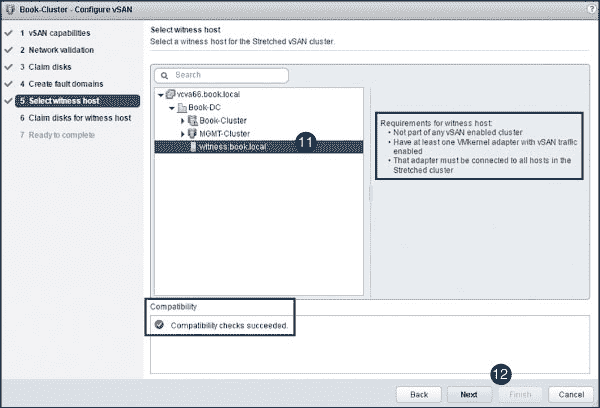 Book-Cluster - Configure vSAN
?
1 vSAN capabilities
2 Network validation
3 Claim disks
4 Create fault domains
5 Select witness host
6 Claim disks for witness host
7 Ready to complete
Select witness host
Select a witness host for the Stretched vSAN cluster.
Search
vcva66.book.local
Book-DC
Book-Cluster
MGMT-Cluster
witness.book.local
11
Requirements for witness host:
• Not part of any vSAN enabled cluster
• Have at least one VMkernel adapter with vSAN traffic
enabled
• That adapter must be connected to all hosts in the
Stretched cluster
Compatibility
Compatibility checks succeeded.
12
Back
Next
Finish
Cancel